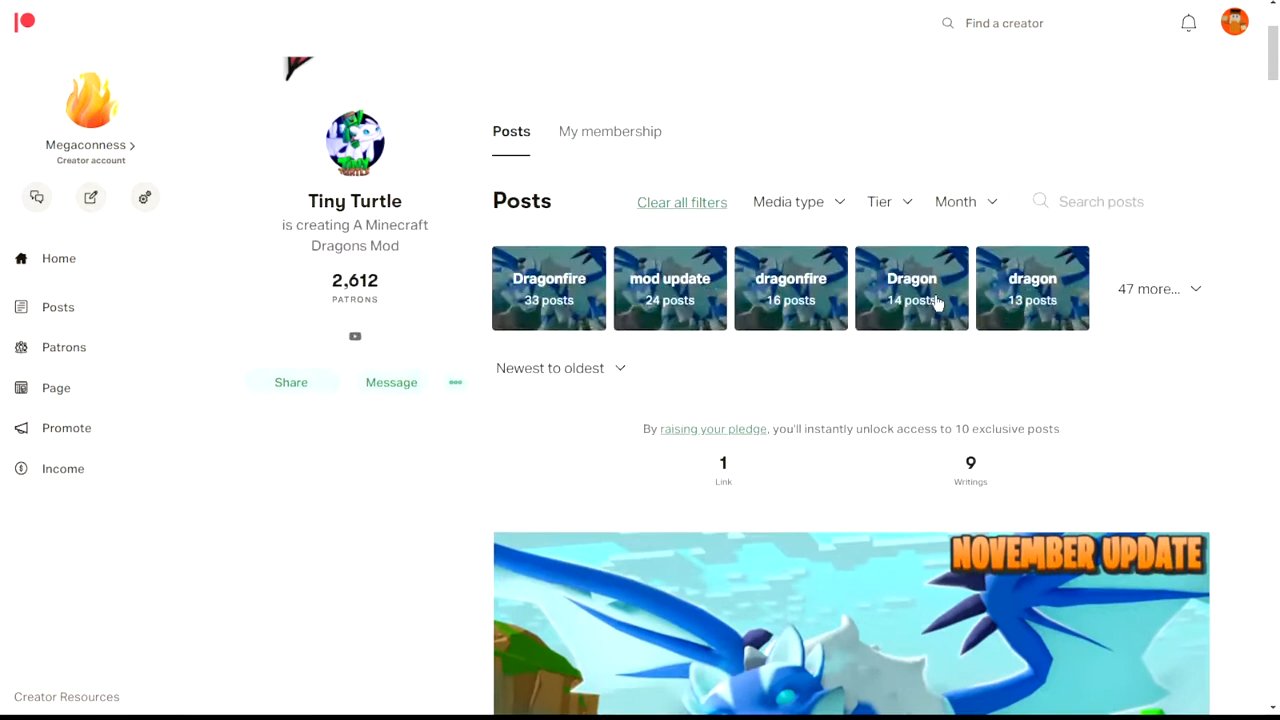 Find a creator
Megaconness
Creator account
Home
Posts
Patrons
Page
Promote
Income
Creator Resources
TINY
TURTLE
Tiny Turtle
is creating A Minecraft
Dragons Mod
2,612
PATRONS
Share
Message
Posts My membership
Posts
Clear all filters Media type Tier Month Search posts
Dragonfire
33 posts
mod update
24 posts
dragonfire
16 posts
Dragon
14 posts
dragon
13 posts
47 more...
Newest to oldest
By raising your pledge, you'll instantly unlock access to 10 exclusive posts
1
Link
9
Writings
NOVEMBER UPDATE